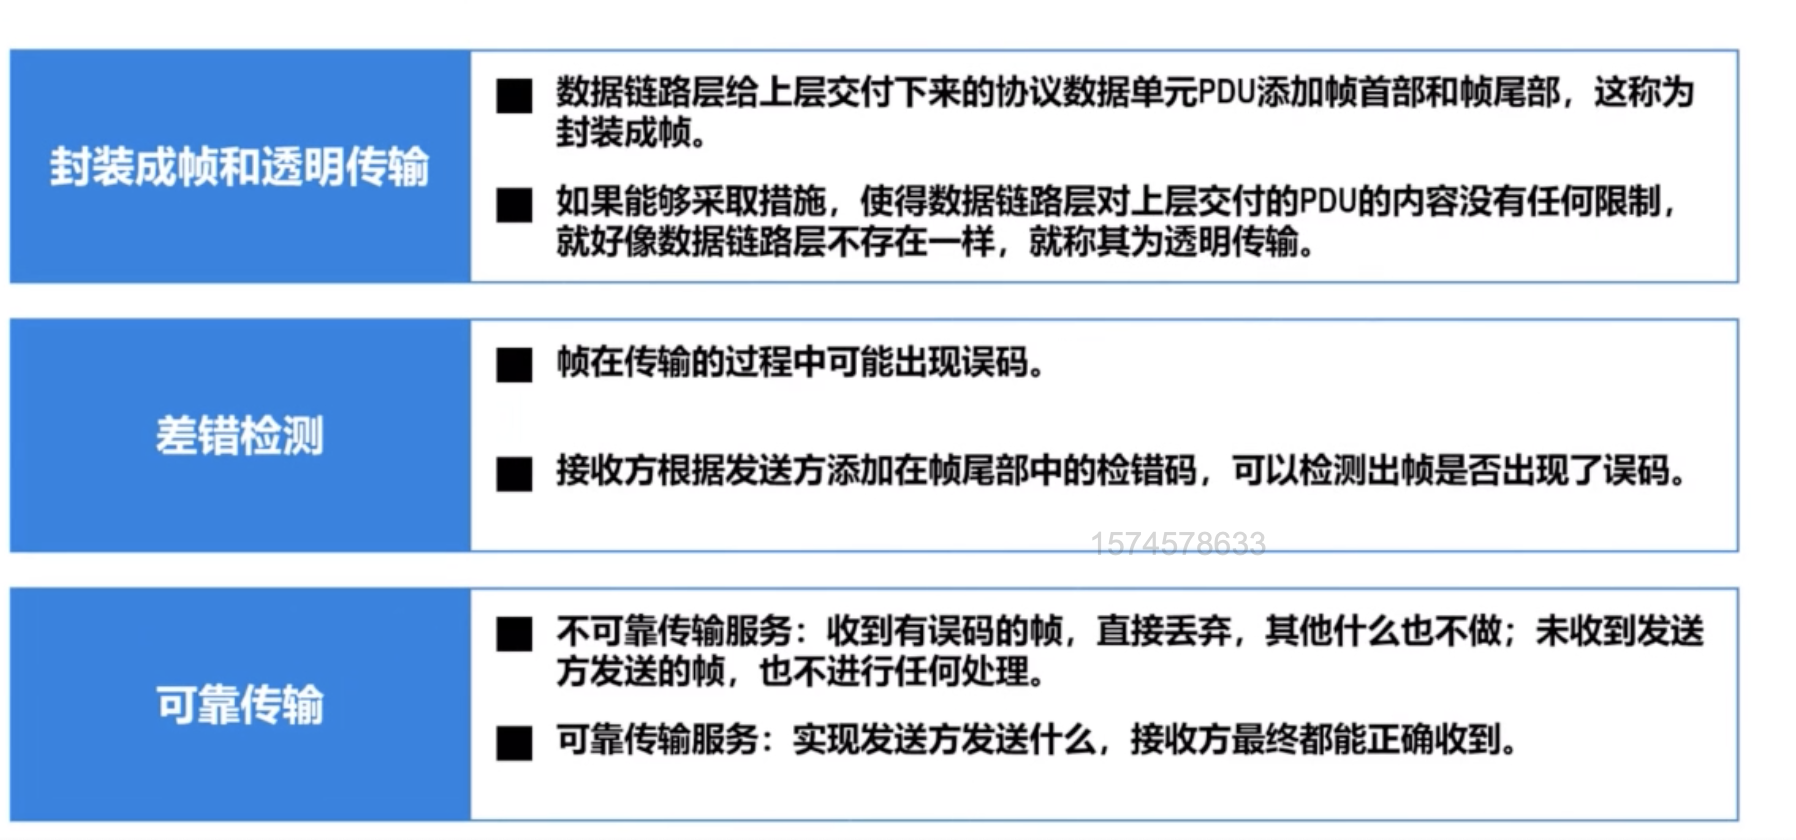 数据链路层给上层交付下来的协议数据单元PDU添加帧首部和帧尾部，这称为
封装成帧。
封装成帧和透明传输
如果能够采取措施，使得数据链路层对上层交付的PDU的内容没有任何限制，
就好像数据链路层不存在一样，就称其为透明传输。
帧在传输的过程中可能出现误码。
差错检测
接收方根据发送方添加在帧尾部中的检错码，可以检测出帧是否出现了误码。
1574578633
不可靠传输服务：收到有误码的帧，直接丢弃，其他什么也不做；未收到发送
方发送的帧，也不进行任何处理。
可靠传输
可靠传输服务：实现发送方发送什么，接收方最终都能正确收到。